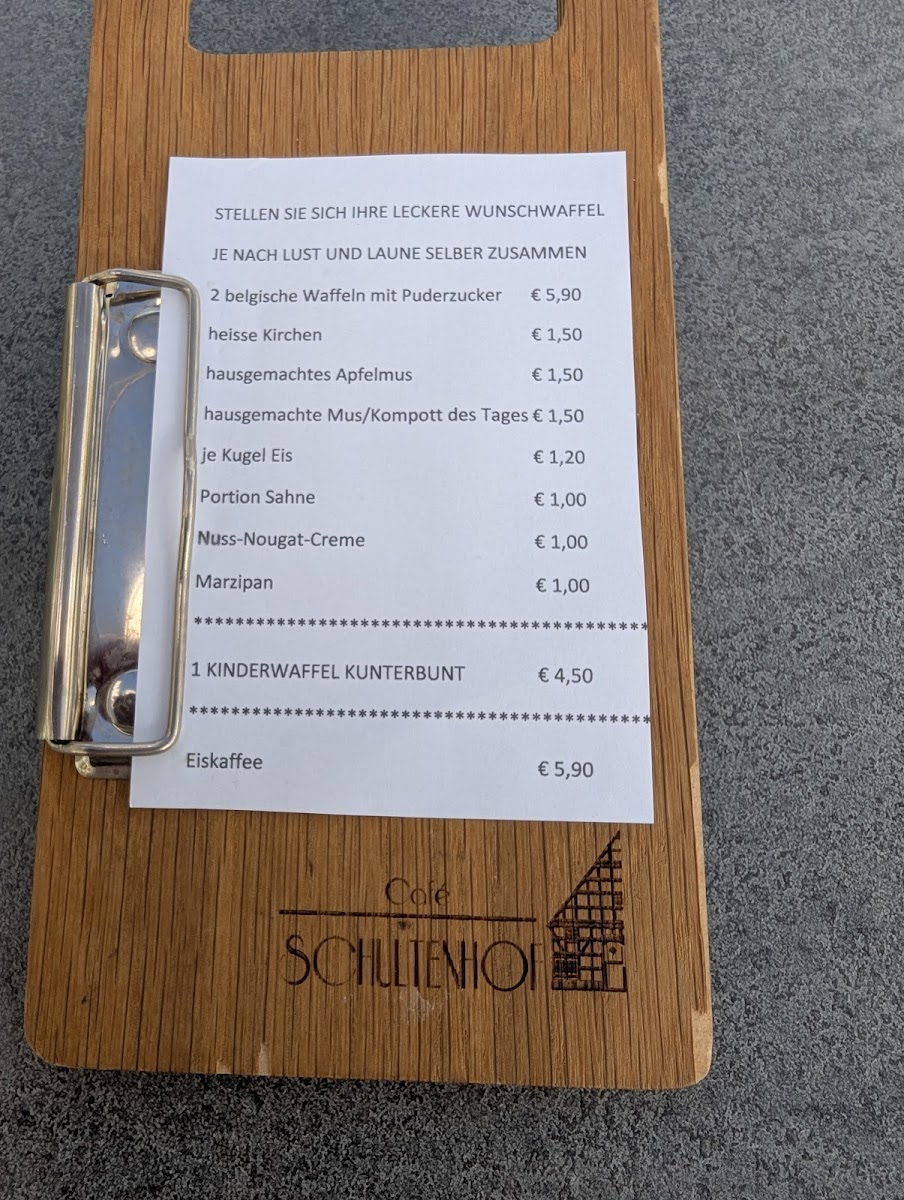 STELLEN SIE SICH IHRE LECKERE WUNSCHWAFFEL
JE NACH LUST UND LAUNE SELBER ZUSAMMEN
2 belgische Waffeln mit Puderzucker € 5,90
heisse Kirchen € 1,50
hausgemachtes Apfelmus € 1,50
hausgemachte Mus/Kompott des Tages € 1,50
je Kugel Eis € 1,20
Portion Sahne € 1,00
Nuss-Nougat-Creme € 1,00
Marzipan € 1,00
******************************************
1 KINDERWAFFEL KUNTERBUNT € 4,50
******************************************
Eiskaffee € 5,90
Café
SCHULTENHOF